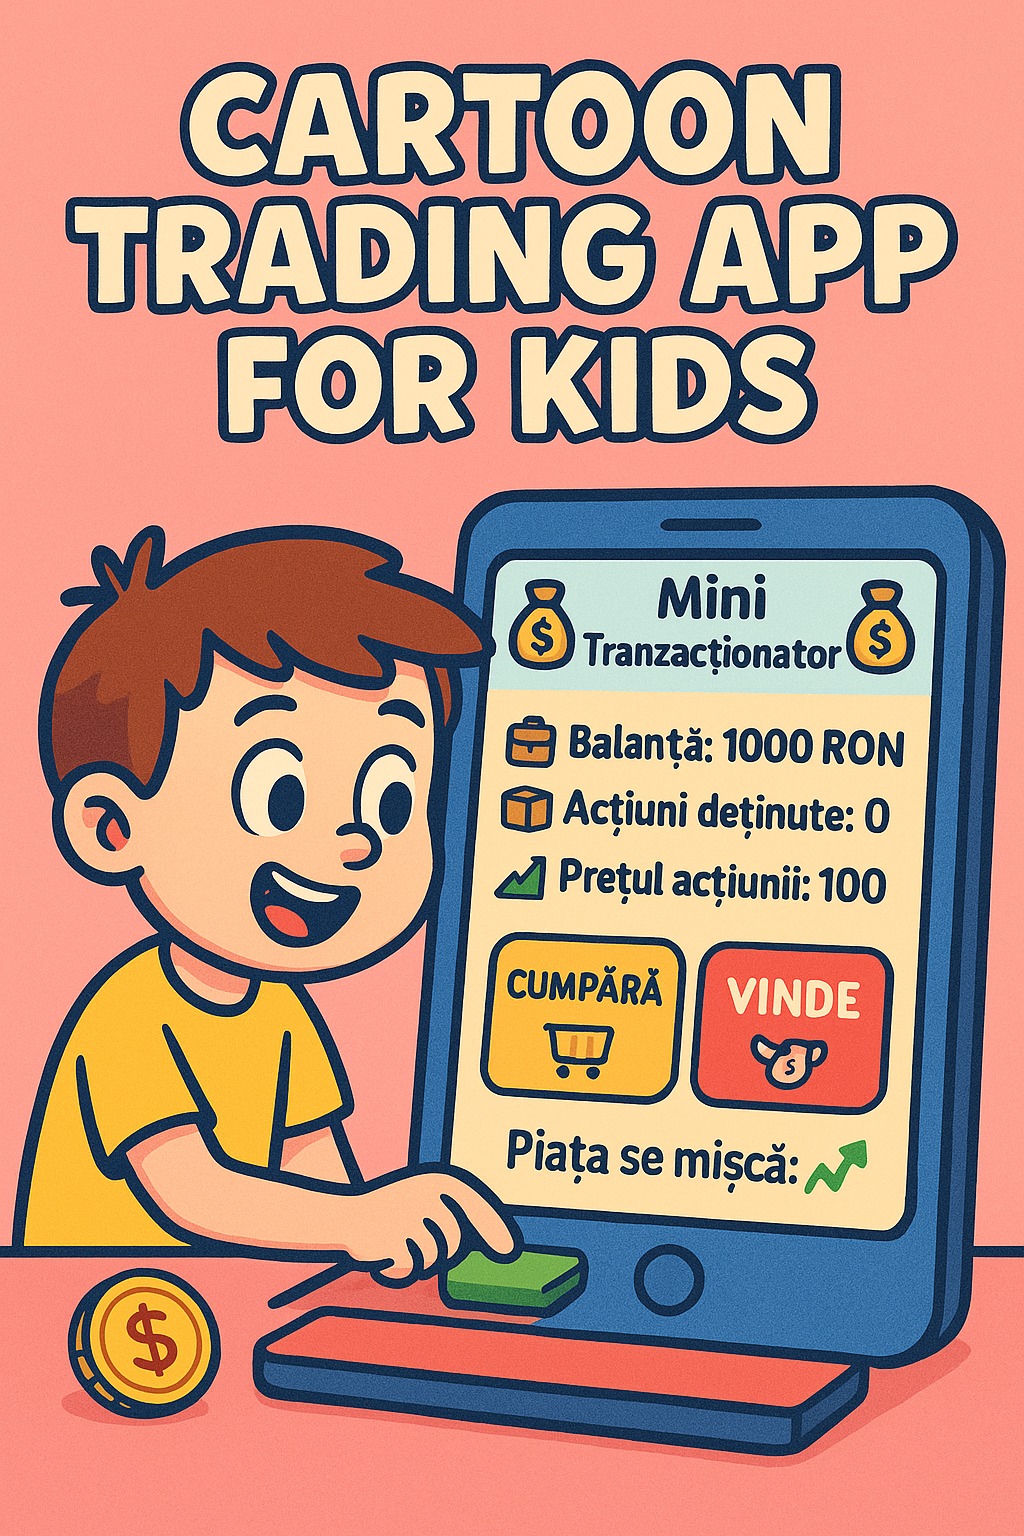 CARTOON
TRADING APP
FOR KIDS
Mini
Tranzacționator
$ $
Balanță: 1000 RON
Acțiuni deținute: 0
Prețul acțiunii: 100
CUMPĂRĂ
VINDE
$
Piața se mișcă:
$